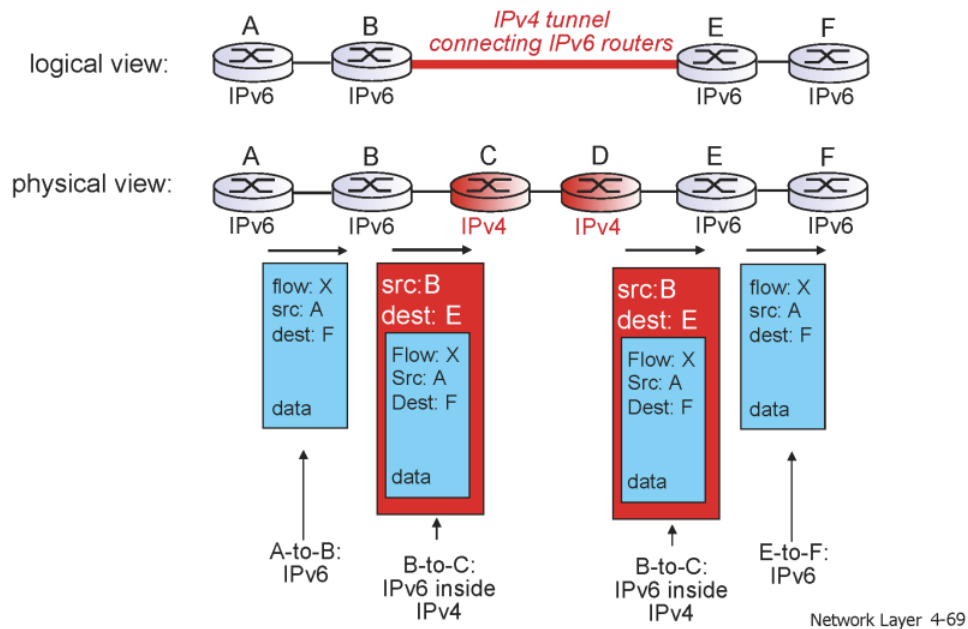 A
B
IPv4 tunnel
connecting IPv6 routers
E
F
logical view:
IPv6
IPv6
IPv6
IPv6
A
B
C
D
E
F
physical view:
IPv6
IPv6
IPv4
IPv4
IPv6
IPv6
flow: X
src: A
dest: F
data
src:B
dest: E
Flow: X
Src: A
Dest: F
data
src:B
dest: E
Flow: X
Src: A
Dest: F
data
flow: X
src: A
dest: F
data
A-to-B:
IPv6
B-to-C:
IPv6 inside
IPv4
B-to-C:
IPv6 inside
IPv4
E-to-F:
IPv6
Network Layer 4-69